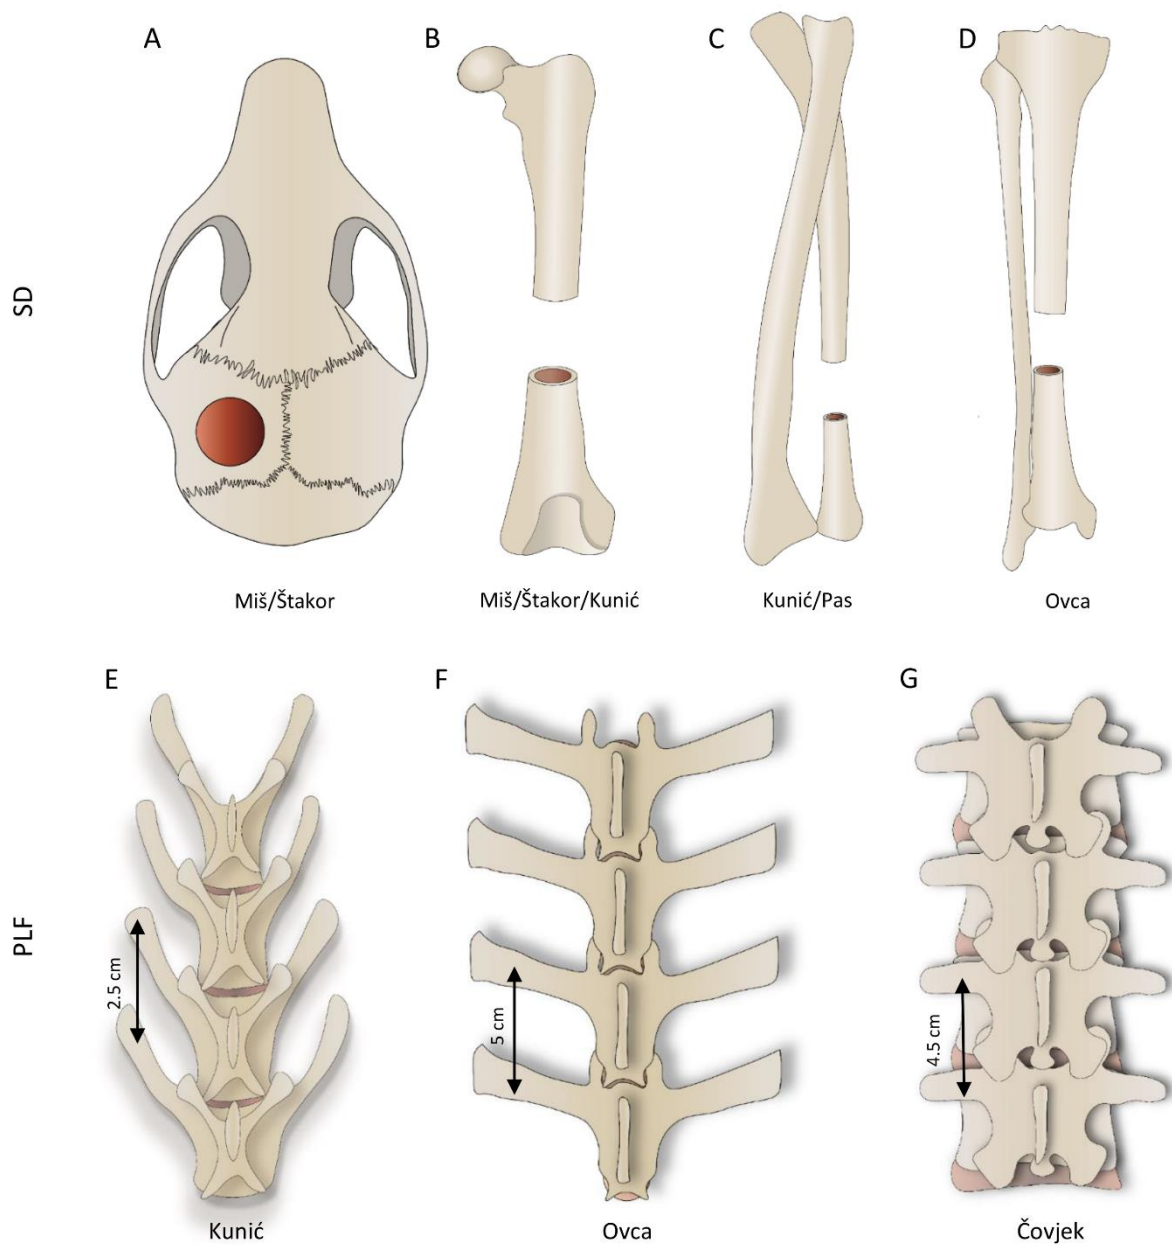 A
B
C
D
SD
Miš/Štakor
Miš/Štakor/Kunić
Kunić/Pas
Ovca
E
F
G
PLF
2.5 cm
5 cm
4.5 cm
Kunić
Ovca
Čovjek